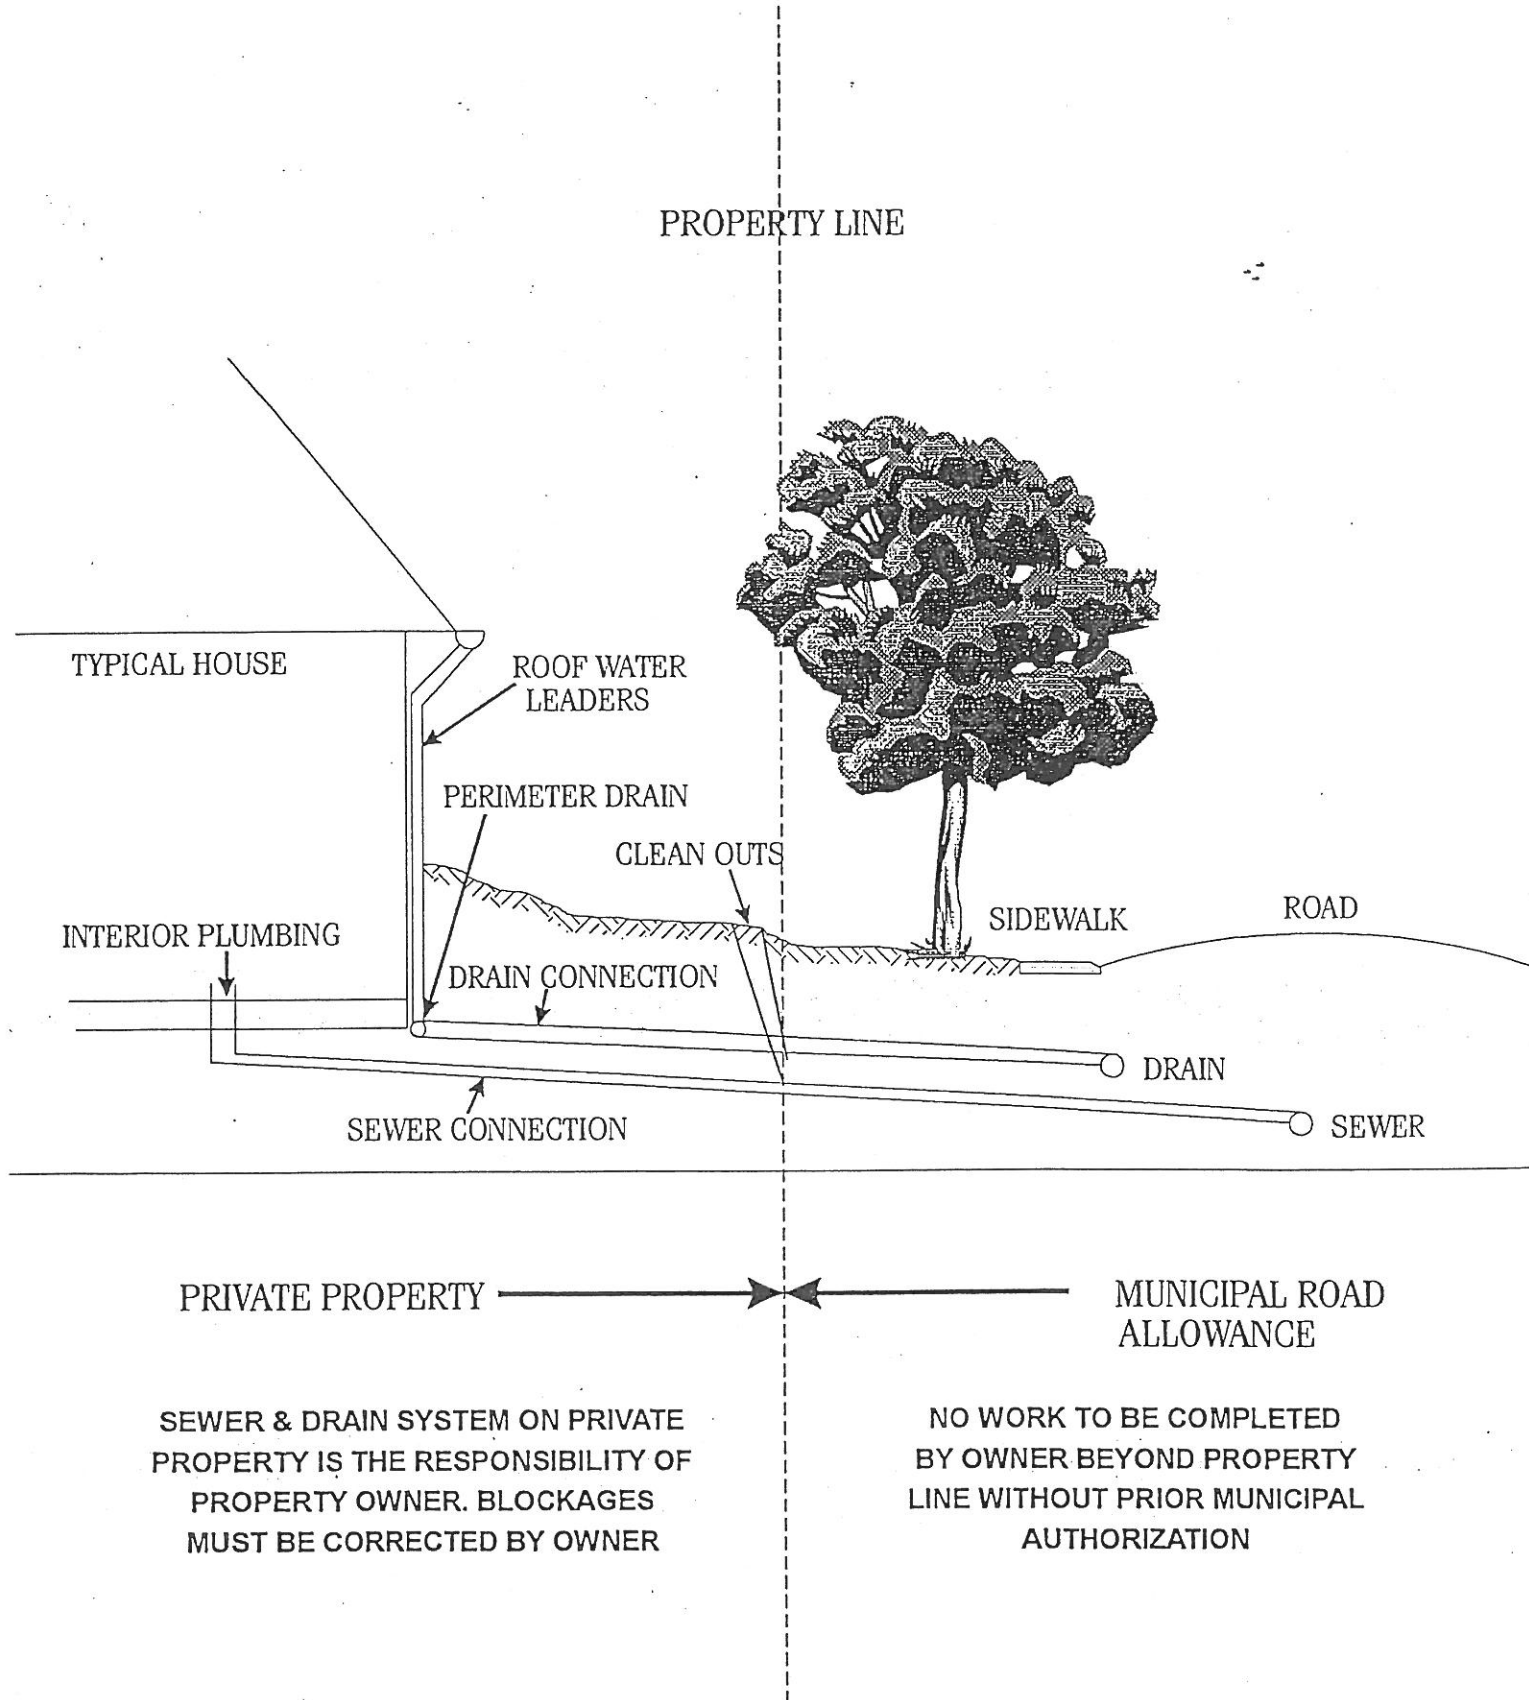 PROPERTY LINE
TYPICAL HOUSE
ROOF WATER
LEADERS
PERIMETER DRAIN
CLEAN OUTS
SIDEWALK
ROAD
INTERIOR PLUMBING
DRAIN CONNECTION
DRAIN
SEWER CONNECTION
SEWER
PRIVATE PROPERTY
MUNICIPAL ROAD
ALLOWANCE
SEWER & DRAIN SYSTEM ON PRIVATE
PROPERTY IS THE RESPONSIBILITY OF
PROPERTY OWNER. BLOCKAGES
MUST BE CORRECTED BY OWNER
NO WORK TO BE COMPLETED
BY OWNER BEYOND PROPERTY
LINE WITHOUT PRIOR MUNICIPAL
AUTHORIZATION